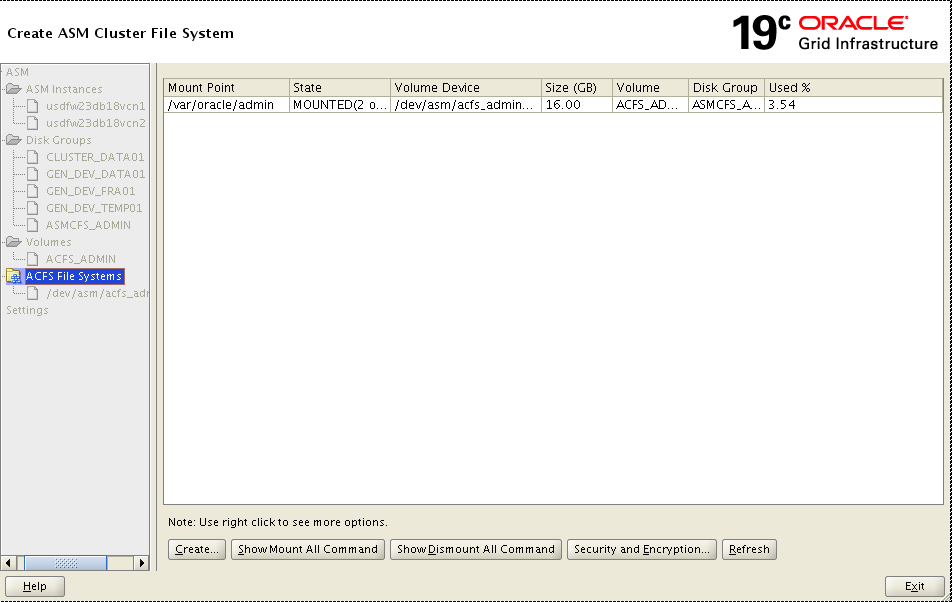 Create ASM Cluster File System
19c ORACLE
Grid Infrastructure
ASM
ASM Instances
usdfw23db18vcn1
usdfw23db18vcn2
Disk Groups
CLUSTER_DATA01
GEN_DEV_DATA01
GEN_DEV_FRA01
GEN_DEV_TEMP01
ASMCFS_ADMIN
Volumes
ACFS_ADMIN
ACFS File Systems
/dev/asm/acfs_adn
Settings
Mount Point State Volume Device Size (GB) Volume Disk Group Used %
/var/oracle/admin MOUNTED(2 o... /dev/asm/acfs_admin... 16.00 ACFS_AD... ASMCFS_A... 3.54
Note: Use right click to see more options.
Create... Show Mount All Command Show Dismount All Command Security and Encryption... Refresh
Help Exit